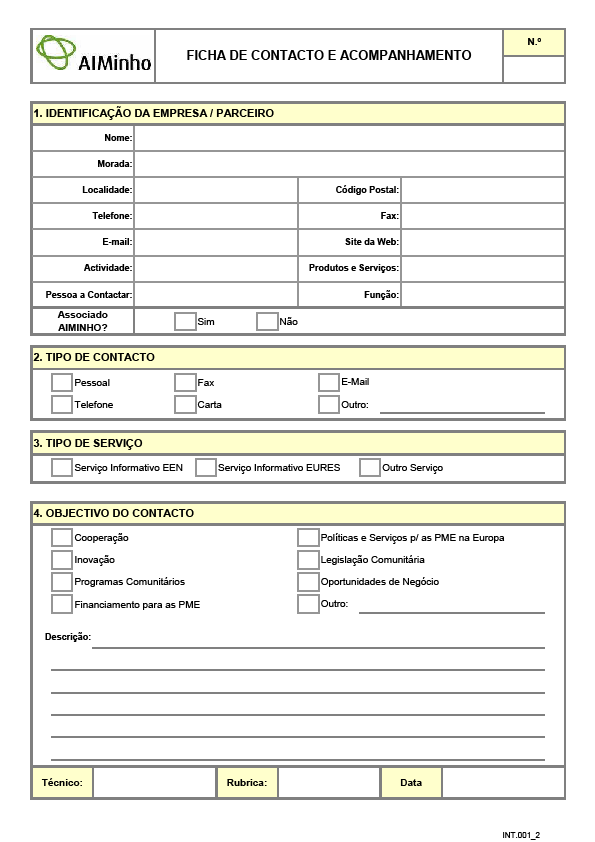 AIMinho
FICHA DE CONTACTO E ACOMPANHAMENTO
N.º
1. IDENTIFICAÇÃO DA EMPRESA / PARCEIRO
Nome:
Morada:
Localidade: Código Postal:
Telefone: Fax:
E-mail: Site da Web:
Actividade: Produtos e Serviços:
Pessoa a Contactar: Função:
Associado
AIMINHO?
Sim Não
2. TIPO DE CONTACTO
Pessoal Fax E-Mail
Telefone Carta Outro:
3. TIPO DE SERVIÇO
Serviço Informativo EEN Serviço Informativo EURES Outro Serviço
4. OBJECTIVO DO CONTACTO
Cooperação Políticas e Serviços p/ as PME na Europa
Inovação Legislação Comunitária
Programas Comunitários Oportunidades de Negócio
Financiamento para as PME Outro:
Descrição:
Técnico: Rubrica: Data
INT.001_2